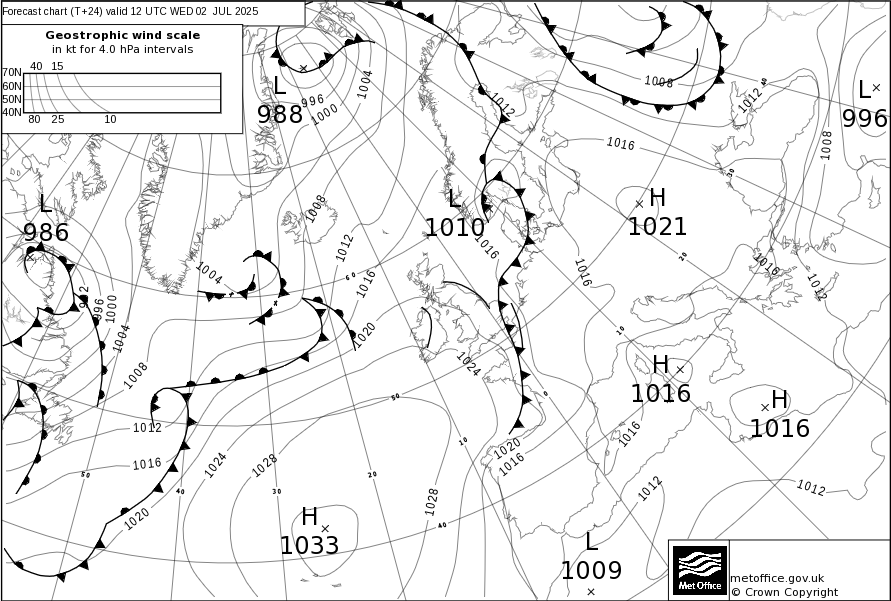 Forecast chart (T+24) valid 12 UTC WED 02 JUL 2025
Geostrophic wind scale
in kt for 4.0 hPa intervals
40 15
70N
60N
50N
40N
80 25 10
L
988
996
1000
1004
1012
1008
1012
40
L
996
1016
1008
30
L
986
L
1010
H
1021
1008
1012
1016
20
1016
1016
1012
1004
60
1016
992
996
1000
1004
1020
10
1008
1024
H
1016
H
1016
0
50
1012
1016
1024
1028
10
1020
1016
1016
50
40
30
20
1012
1012
1020
H
1033
1028
40
L
1009
Met Office
metoffice.gov.uk
© Crown Copyright